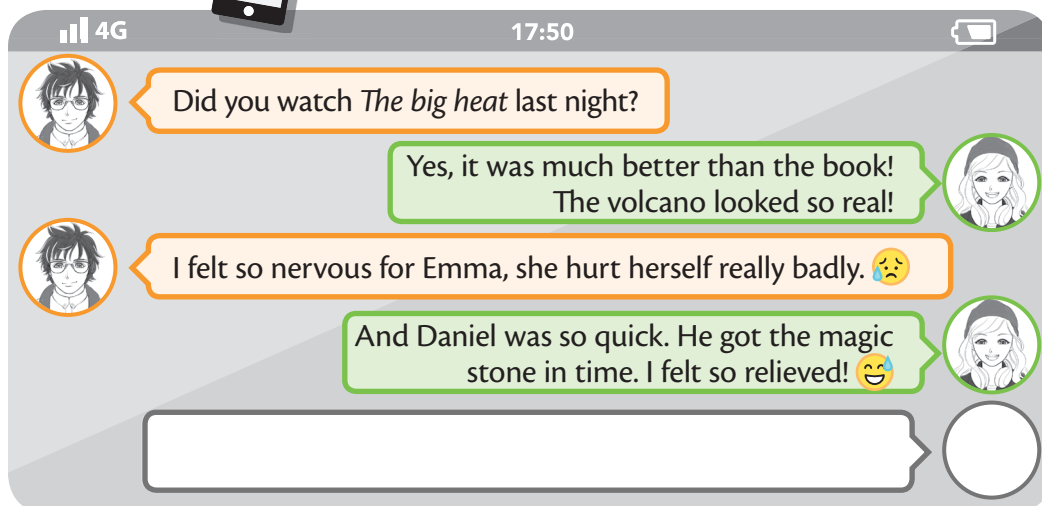 4G
17:50
Did you watch The big heat last night?
Yes, it was much better than the book!
The volcano looked so real!
I felt so nervous for Emma, she hurt herself really badly. 😥
And Daniel was so quick. He got the magic
stone in time. I felt so relieved! 😅